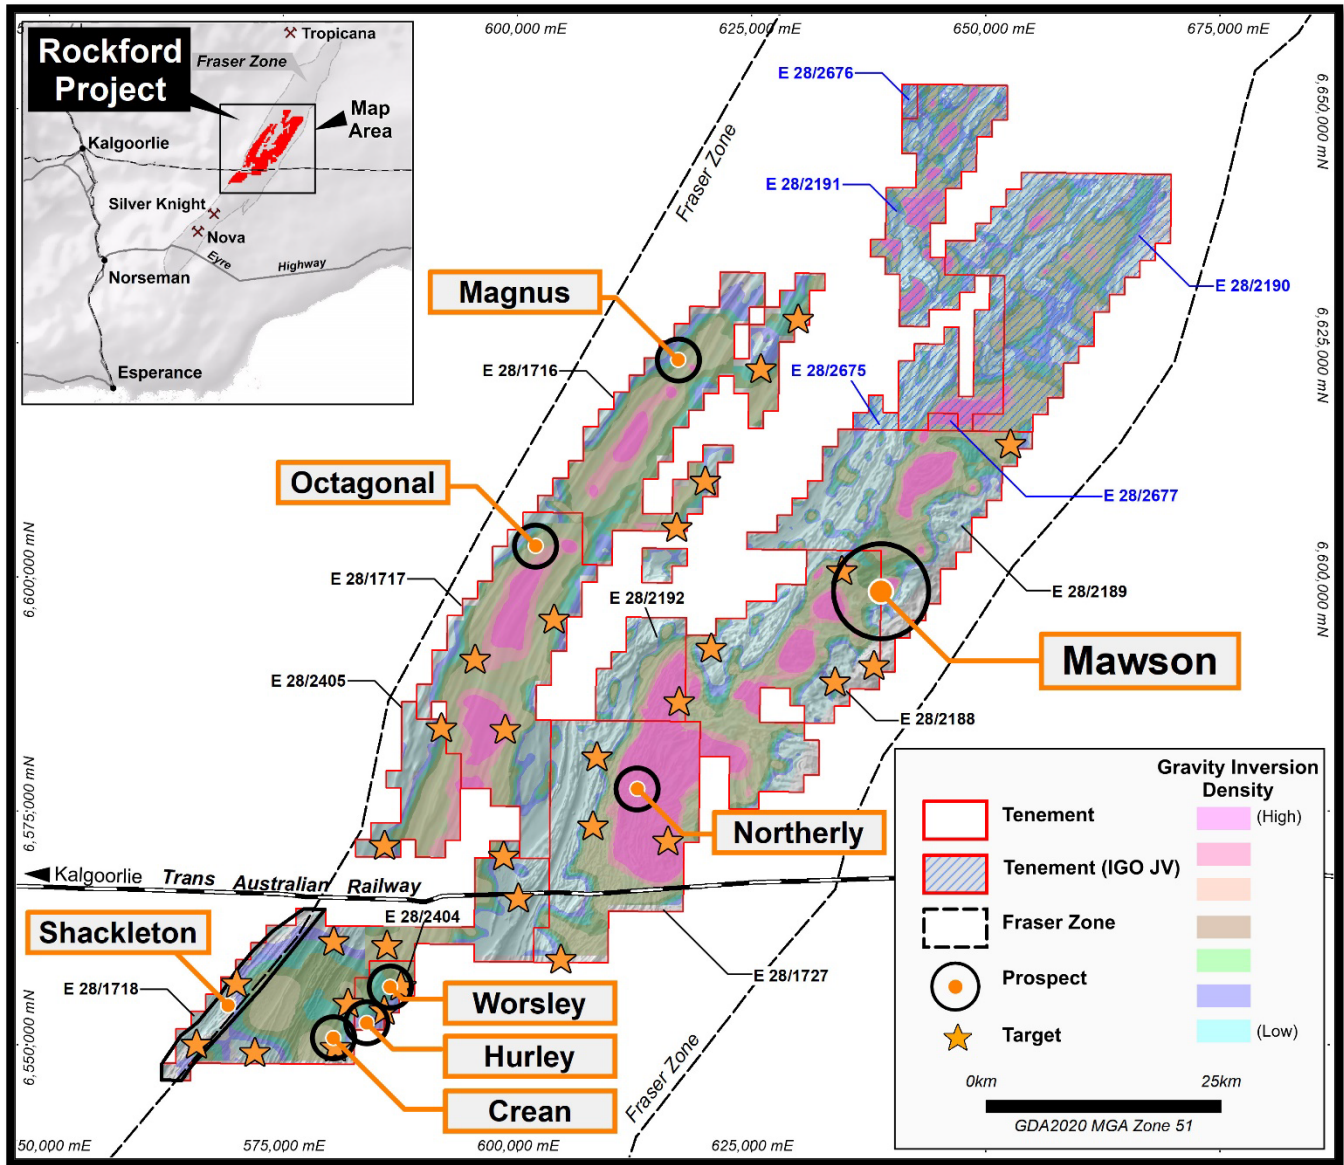 600,000 mE
625,000 mE
650,000 mE
675,000 mE
Rockford
Project
Tropicana
Fraser Zone
Map
Area
Kalgoorlie
Silver Knight
Nova
Norseman
Eyre
Highway
Esperance
Fraser Zone
E 28/2676
6,650,000 mN
E 28/2191
E 28/2190
Magnus
E 28/1716
E 28/2675
6,625,000 mN
Octagonal
E 28/2677
E 28/1717
6,600,000 mN
E 28/2192
E 28/2189
6,600,000 mN
E 28/2405
Mawson
E 28/2188
6,575,000 mN
Northerly
Kalgoorlie
Trans Australian Railway
E 28/2404
Shackleton
E 28/1718
E 28/1727
Worsley
Hurley
Crean
6,550,000 mN
Fraser Zone
Gravity Inversion
Density
Tenement
(High)
Tenement (IGO JV)
Fraser Zone
Prospect
Target
(Low)
0km
25km
GDA2020 MGA Zone 51
50,000 mE
575,000 mE
600,000 mE
625,000 mE